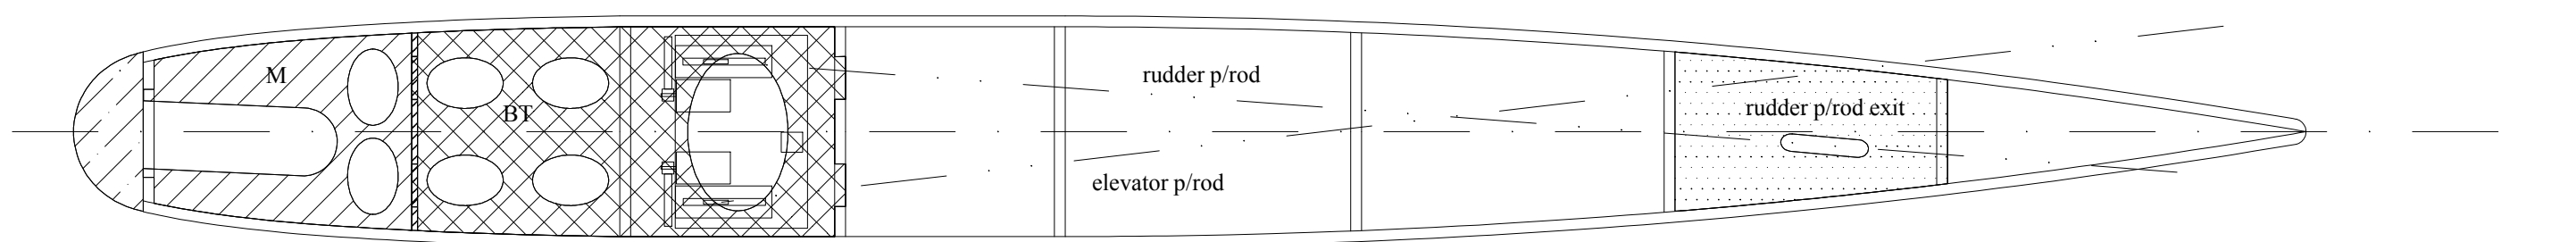 M
BT
rudder p/rod
elevator p/rod
rudder p/rod exit